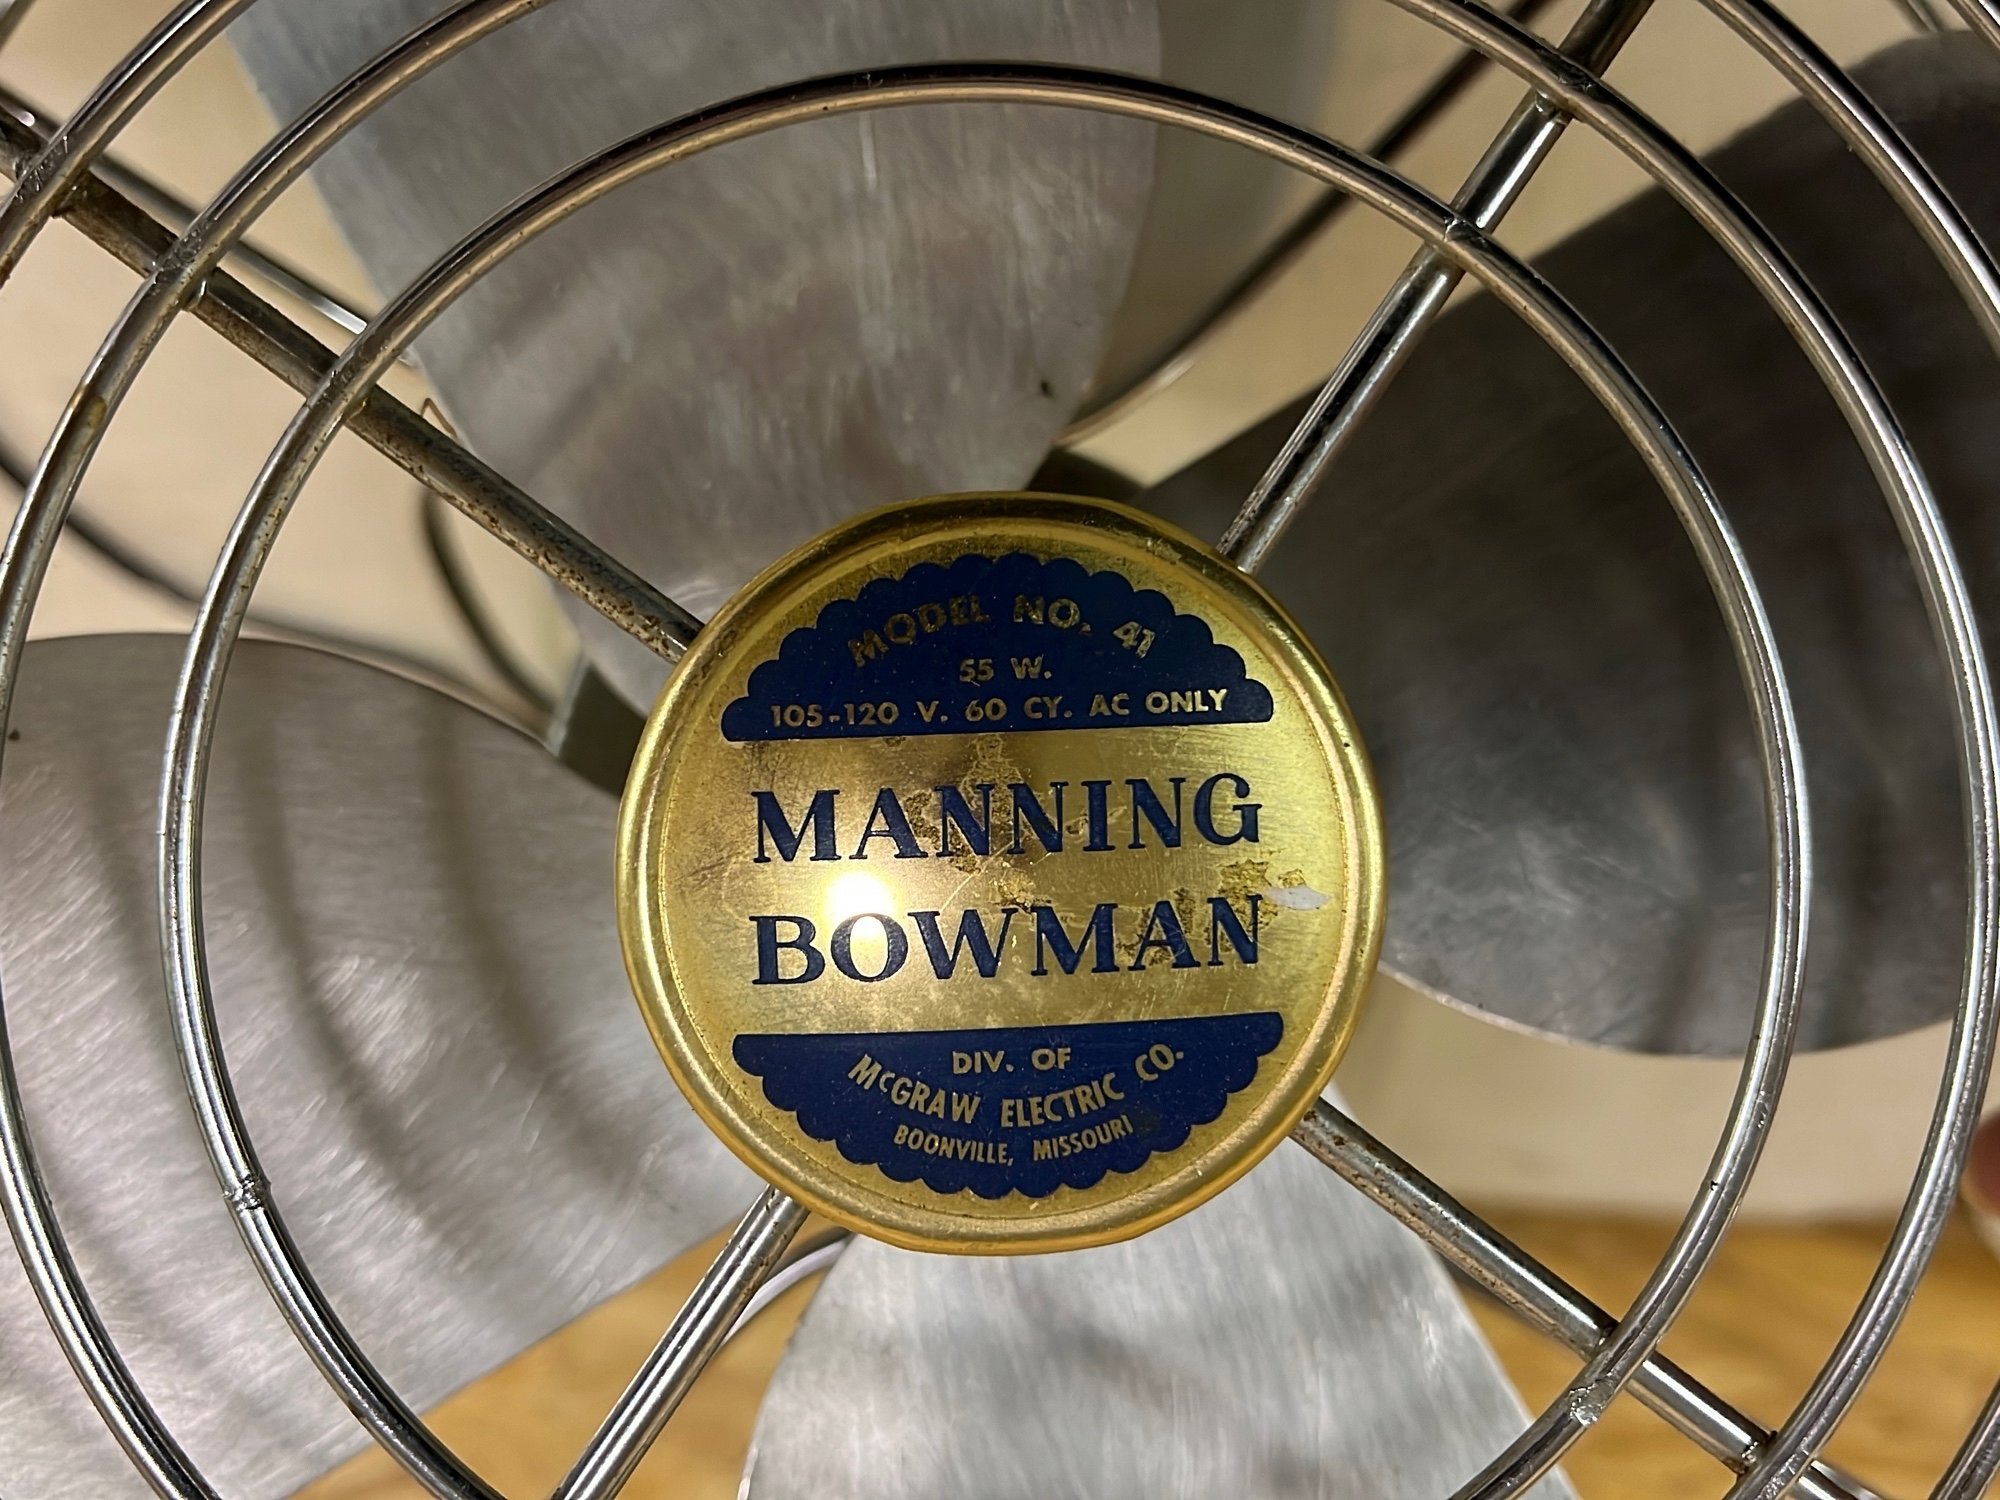 MODEL NO. 41
55 W.
105-120 V. 60 CY. AC ONLY
MANNING
BOWMAN
DIV. OF
McGRAW ELECTRIC CO.
BOONVILLE, MISSOURI